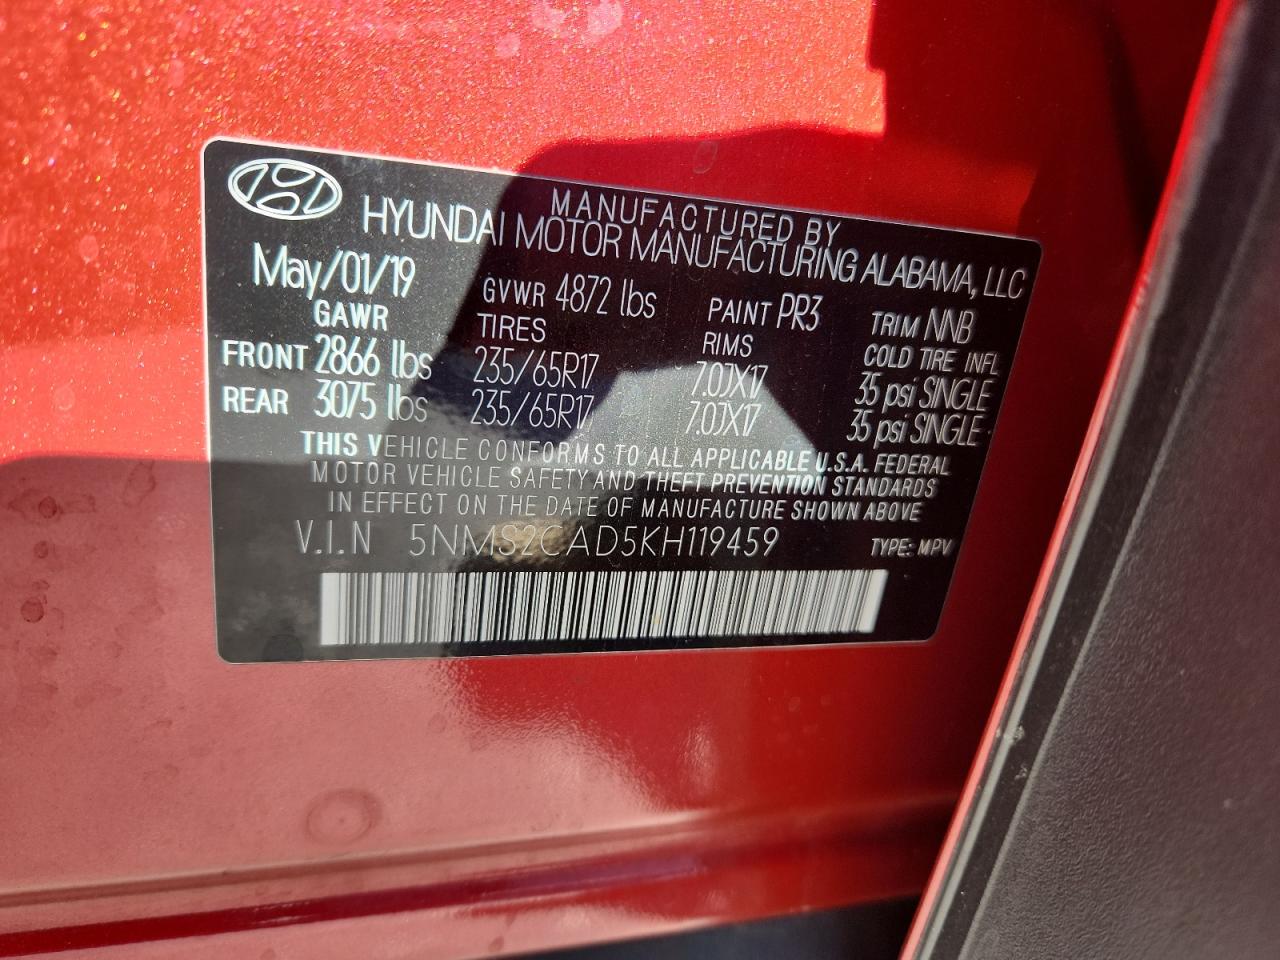 MANUFACTURED BY
HYUNDAI MOTOR MANUFACTURING ALABAMA, LLC
May/01/19 GVWR 4872 lbs PAINT PR3 TRIM NNB
GAWR TIRES RIMS COLD TIRE INFL
FRONT 2866 lbs 235/65R17 7.0JX17 35 psi SINGLE
REAR 3075 lbs 235/65R17 7.0JX17 35 psi SINGLE
THIS VEHICLE CONFORMS TO ALL APPLICABLE U.S.A. FEDERAL
MOTOR VEHICLE SAFETY AND THEFT PREVENTION STANDARDS
IN EFFECT ON THE DATE OF MANUFACTURE SHOWN ABOVE
V.I.N 5NMS2CAD5KH119459 TYPE: MPV